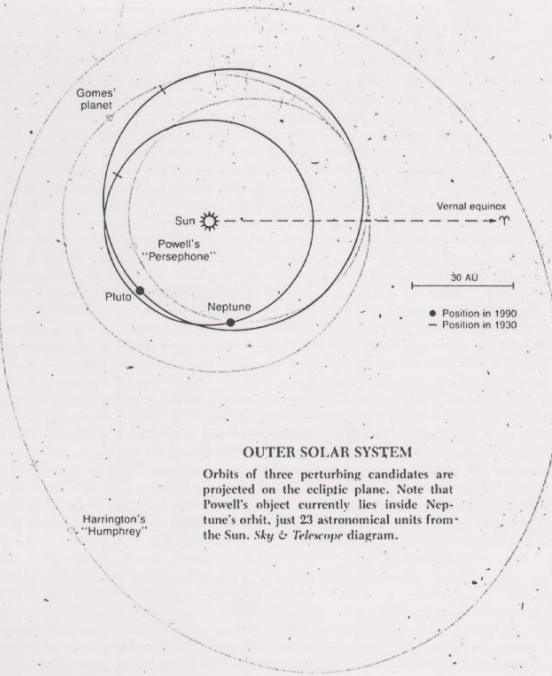 Gomes'
planet
Sun
Vernal equinox
♈
Powell's
"Persephone"
30 AU
Pluto
Neptune
Position in 1990
Position in 1930
OUTER SOLAR SYSTEM
Orbits of three perturbing candidates are
projected on the ecliptic plane. Note that
Powell's object currently lies inside Nep-
tune's orbit, just 23 astronomical units from
the Sun. Sky & Telescope diagram.
Harrington's
"Humphrey"